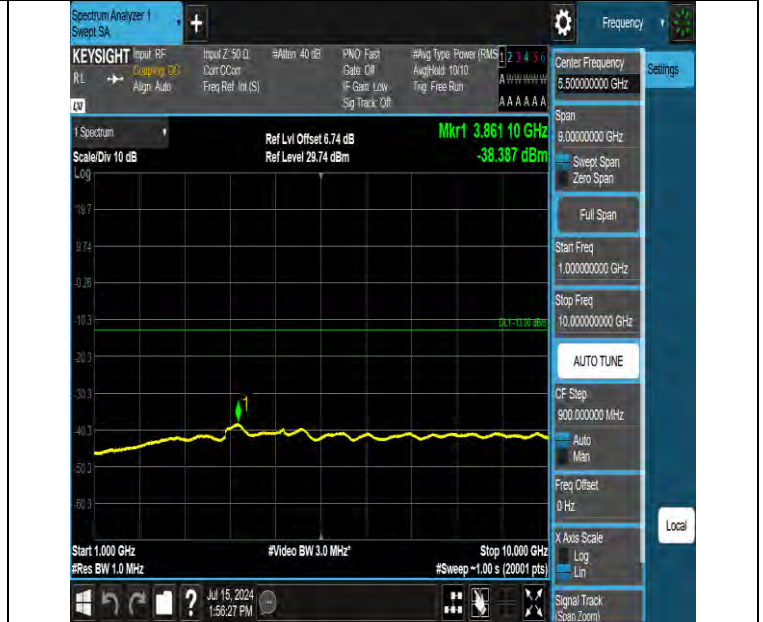 Spectrum Analyzer 1
Swept SA
Frequency
KEYSIGHT
RL
Input: RF
Coupling: DC
Align: Auto
Input Z: 50 Ω
Corr CCorr
Freq Ref: Int (S)
#Atten: 40 dB
PNO: Fast
Gate: Off
IF Gain: Low
Sig Track: Off
#Avg Type: Power (RMS
Avg|Hold: 10/10
Trig: Free Run
1 2 3 4 5 6
A W W W W W
A A A A A A
1 Spectrum
Scale/Div 10 dB
Log
Ref Lvl Offset 6.74 dB
Ref Level 29.74 dBm
Mkr1 3.861 10 GHz
-38.387 dBm
19.7
9.74
-0.26
-10.3
-20.3
-30.3
-40.3
-50.3
-60.3
DL1 -13.00 dBm
1
Start 1.000 GHz
#Res BW 1.0 MHz
#Video BW 3.0 MHz*
Stop 10.000 GHz
#Sweep ~1.00 s (20001 pts)
Jul 15, 2024
1:56:27 PM
Center Frequency
5.500000000 GHz
Settings
Span
9.00000000 GHz
Swept Span
Zero Span
Full Span
Start Freq
1.000000000 GHz
Stop Freq
10.000000000 GHz
AUTO TUNE
CF Step
900.000000 MHz
Auto
Man
Freq Offset
0 Hz
X Axis Scale
Log
Lin
Local
Signal Track
(Span Zoom)